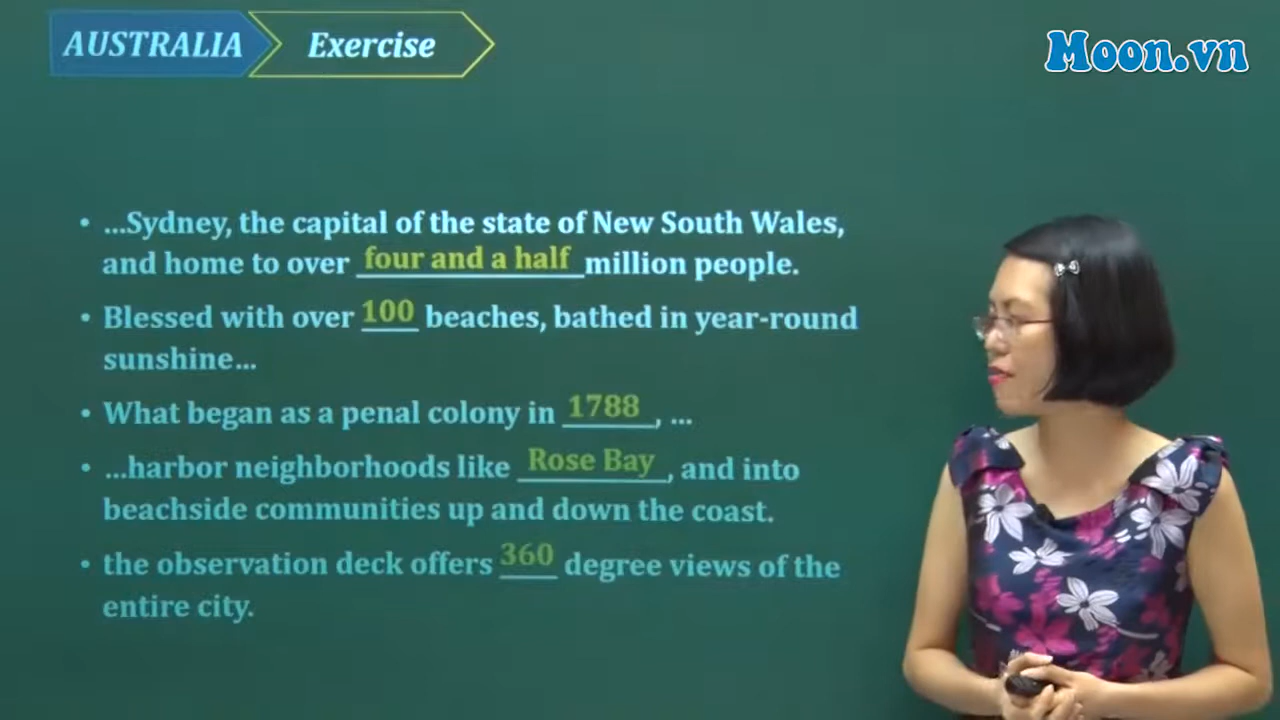 AUSTRALIA Exercise
Moon.vn
• ...Sydney, the capital of the state of New South Wales,
and home to over four and a half million people.
• Blessed with over 100 beaches, bathed in year-round
sunshine...
• What began as a penal colony in 1788, ...
• ...harbor neighborhoods like Rose Bay, and into
beachside communities up and down the coast.
• the observation deck offers 360 degree views of the
entire city.